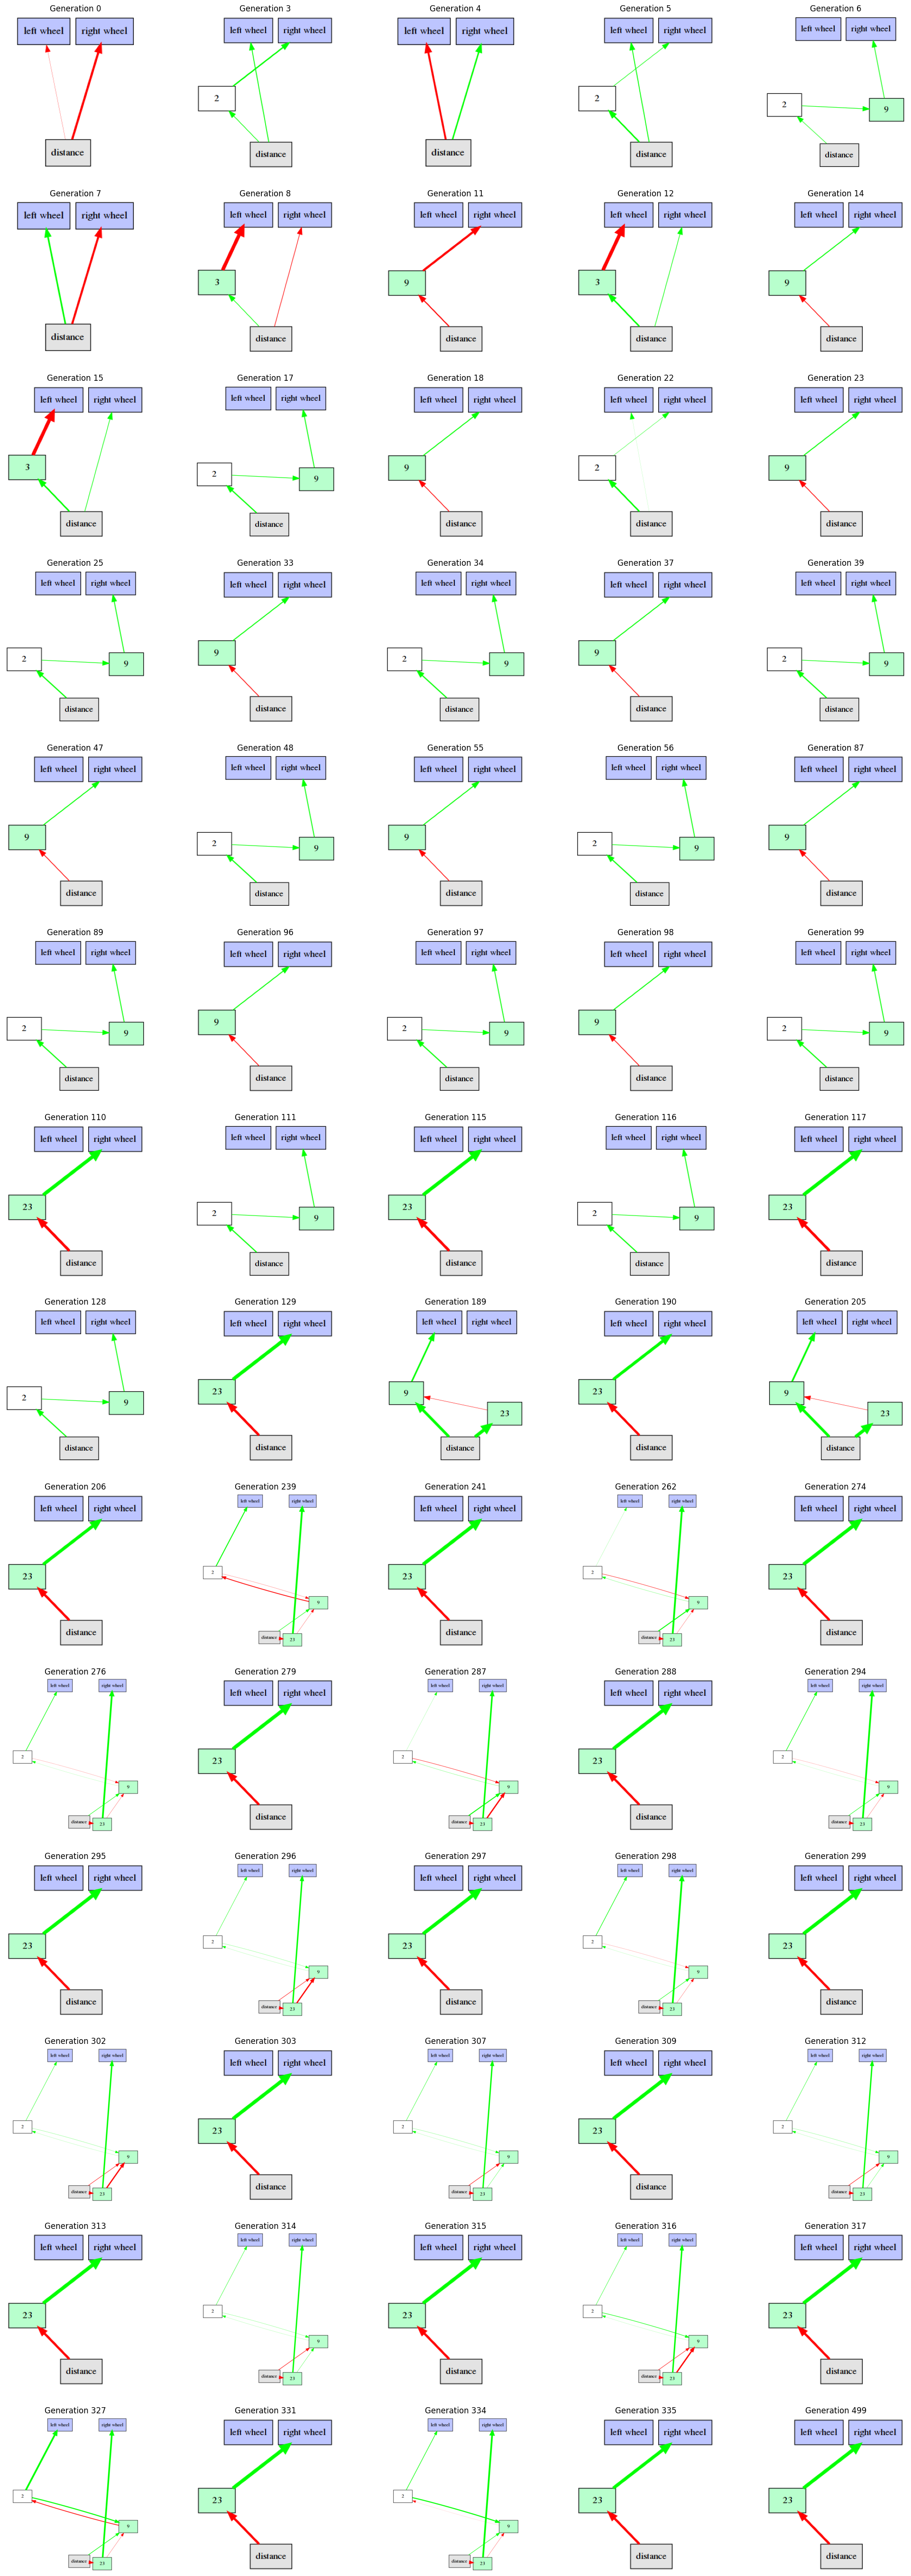 Generation 0 Generation 3 Generation 4 Generation 5 Generation 6
left wheel right wheel left wheel right wheel left wheel right wheel left wheel right wheel left wheel right wheel
2 2 2 9
distance distance distance distance distance
Generation 7 Generation 8 Generation 11 Generation 12 Generation 14
left wheel right wheel left wheel right wheel left wheel right wheel left wheel right wheel left wheel right wheel
3 9 3 9
distance distance distance distance distance
Generation 15 Generation 17 Generation 18 Generation 22 Generation 23
left wheel right wheel left wheel right wheel left wheel right wheel left wheel right wheel left wheel right wheel
3 2 9 9 2 9
distance distance distance distance distance
Generation 25 Generation 33 Generation 34 Generation 37 Generation 39
left wheel right wheel left wheel right wheel left wheel right wheel left wheel right wheel left wheel right wheel
2 9 9 2 9 9 2 9
distance distance distance distance distance
Generation 47 Generation 48 Generation 55 Generation 56 Generation 87
left wheel right wheel left wheel right wheel left wheel right wheel left wheel right wheel left wheel right wheel
9 2 9 9 2 9 9
distance distance distance distance distance
Generation 89 Generation 96 Generation 97 Generation 98 Generation 99
left wheel right wheel left wheel right wheel left wheel right wheel left wheel right wheel left wheel right wheel
2 9 9 2 9 9 2 9
distance distance distance distance distance
Generation 110 Generation 111 Generation 115 Generation 116 Generation 117
left wheel right wheel left wheel right wheel left wheel right wheel left wheel right wheel left wheel right wheel
23 2 9 23 2 9 23
distance distance distance distance distance
Generation 128 Generation 129 Generation 189 Generation 190 Generation 205
left wheel right wheel left wheel right wheel left wheel right wheel left wheel right wheel left wheel right wheel
2 9 23 9 23 23 9 23
distance distance distance distance distance
Generation 206 Generation 239 Generation 241 Generation 262 Generation 274
left wheel right wheel left wheel right wheel left wheel right wheel left wheel right wheel left wheel right wheel
23 2 23 2 23
9 9
distance distance 23 distance distance 23 distance
Generation 276 Generation 279 Generation 287 Generation 288 Generation 294
left wheel right wheel left wheel right wheel left wheel right wheel left wheel right wheel left wheel right wheel
2 23 2 23 2
9 9 9
distance 23 distance distance 23 distance distance 23
Generation 295 Generation 296 Generation 297 Generation 298 Generation 299
left wheel right wheel left wheel right wheel left wheel right wheel left wheel right wheel left wheel right wheel
23 2 23 2 23
9 9
distance distance 23 distance distance 23 distance
Generation 302 Generation 303 Generation 307 Generation 309 Generation 312
left wheel right wheel left wheel right wheel left wheel right wheel left wheel right wheel left wheel right wheel
2 23 2 23 2
9 9 9
distance 23 distance distance 23 distance distance 23
Generation 313 Generation 314 Generation 315 Generation 316 Generation 317
left wheel right wheel left wheel right wheel left wheel right wheel left wheel right wheel left wheel right wheel
23 2 23 2 23
9 9
distance distance 23 distance distance 23 distance
Generation 327 Generation 331 Generation 334 Generation 335 Generation 499
left wheel right wheel left wheel right wheel left wheel right wheel left wheel right wheel left wheel right wheel
2 23 2 23 23
9 9
distance 23 distance distance 23 distance distance